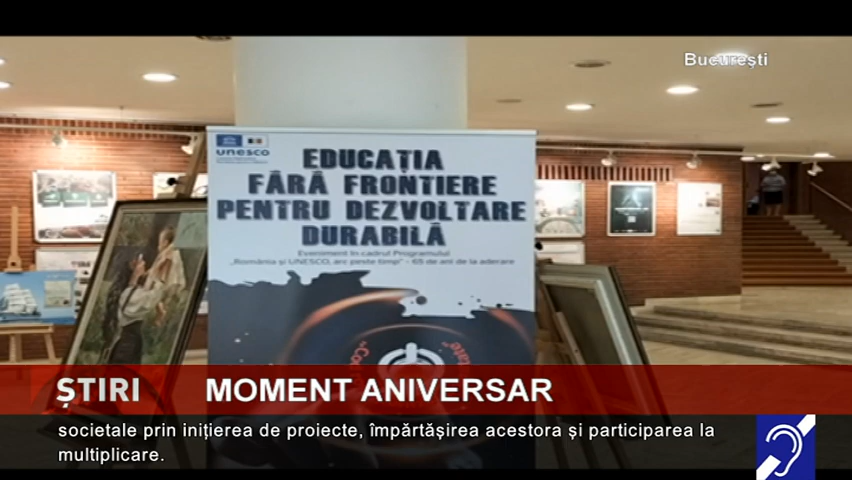 Bucureşti
unesco
EDUCAȚIA
FĂRĂ FRONTIERE
PENTRU DEZVOLTARE
DURABILĂ
Eveniment în cadrul Programului
„România și UNESCO, arc peste timp" - 65 de ani de la aderare
ȘTIRI
MOMENT ANIVERSAR
societale prin inițierea de proiecte, împărtășirea acestora și participarea la
multiplicare.